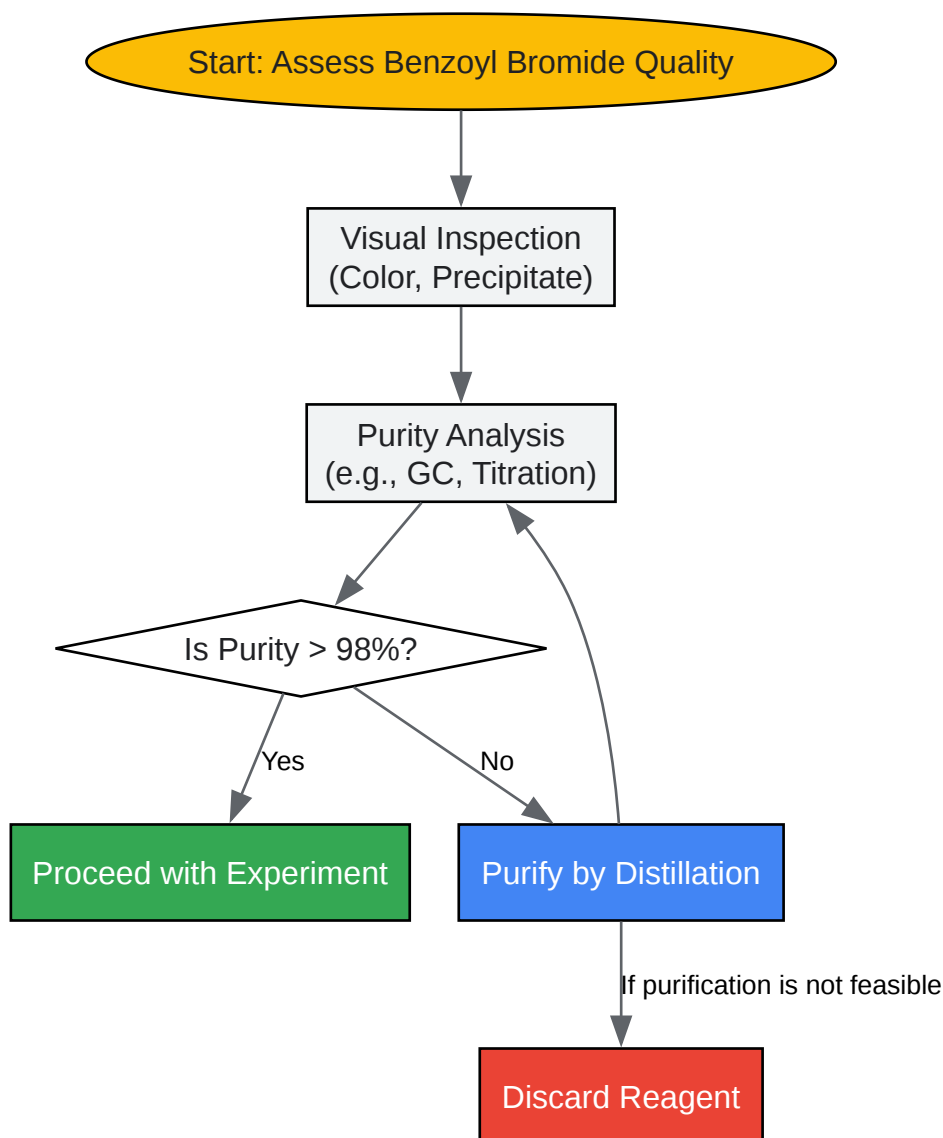 Start: Assess Benzoyl Bromide Quality
Visual Inspection
(Color, Precipitate)
Purity Analysis
(e.g., GC, Titration)
Is Purity > 98%?
Yes
No
Proceed with Experiment
Purify by Distillation
If purification is not feasible
Discard Reagent